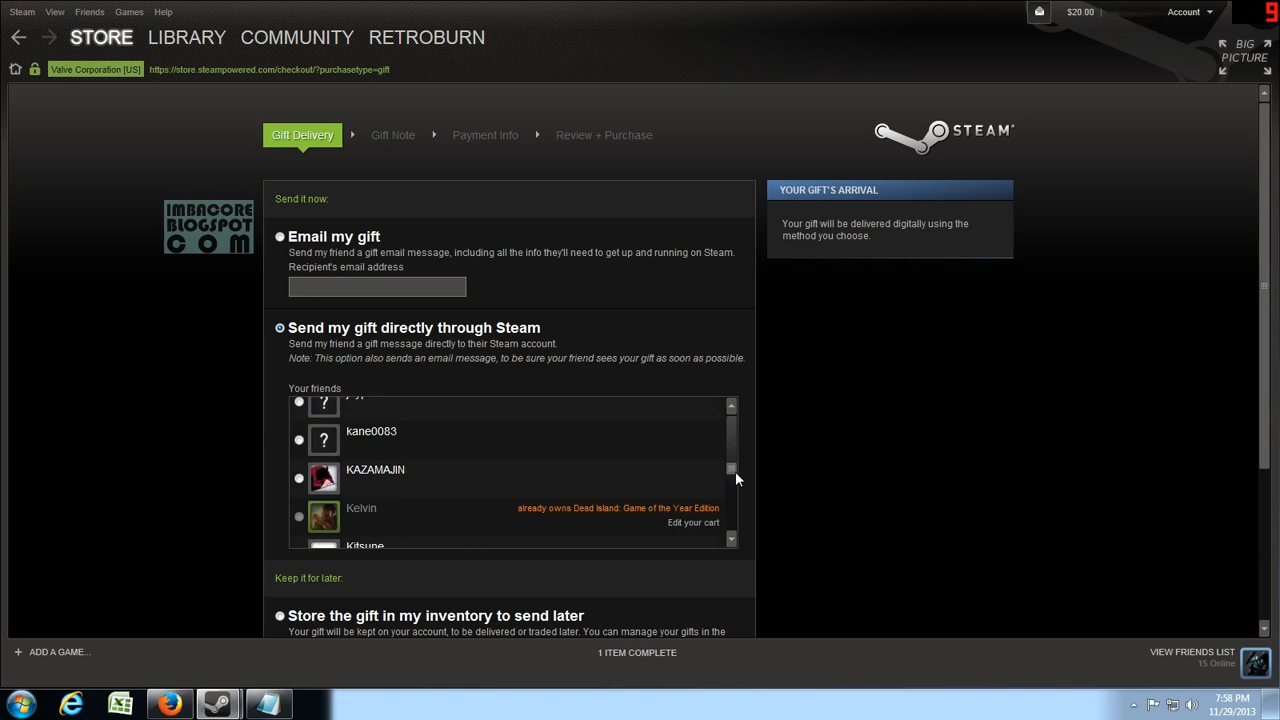 Steam View Friends Games Help
$20.00 Account
9
STORE LIBRARY COMMUNITY RETROBURN
BIG
PICTURE
Valve Corporation [US] https://store.steampowered.com/checkout/?purchasetype=gift
Gift Delivery Gift Note Payment Info Review + Purchase
STEAM
Send it now:
YOUR GIFT'S ARRIVAL
IMBACORE
BLOGSPOT
COM
Email my gift
Send my friend a gift email message, including all the info they'll need to get up and running on Steam.
Recipient's email address
Your gift will be delivered digitally using the
method you choose.
Send my gift directly through Steam
Send my friend a gift message directly to their Steam account.
Note: This option also sends an email message, to be sure your friend sees your gift as soon as possible.
Your friends
kane0083
KAZAMAJIN
Kelvin already owns Dead Island: Game of the Year Edition
Edit your cart
Kitsune
Keep it for later:
Store the gift in my inventory to send later
Your gift will be kept on your account, to be delivered or traded later. You can manage your gifts in the
+ ADD A GAME...
1 ITEM COMPLETE
VIEW FRIENDS LIST
15 Online
7:58 PM
11/29/2013